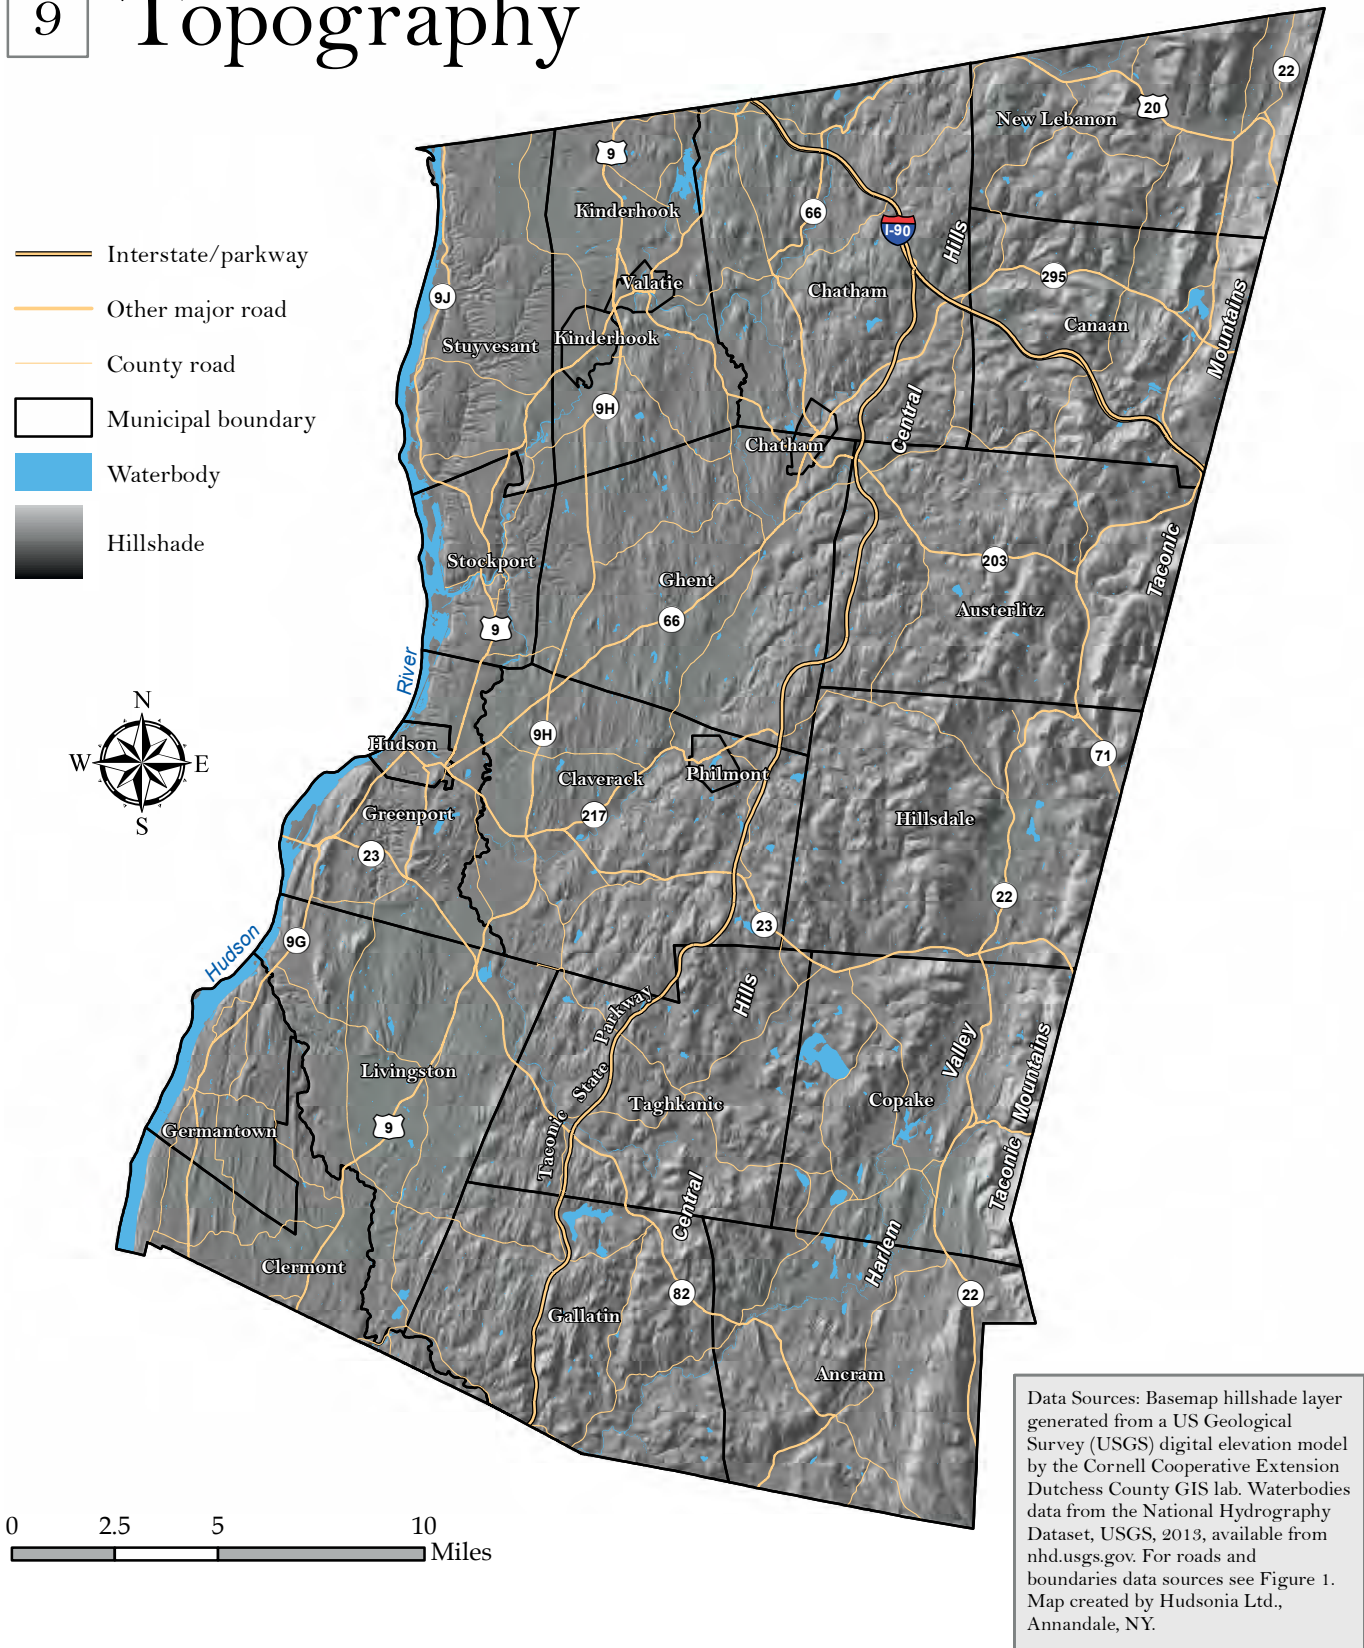 9
Topography
Interstate/parkway
Other major road
County road
Municipal boundary
Waterbody
Hillshade
N
W
E
S
22
20
New Lebanon
9
Kinderhook
66
I-90
Hills
295
9J
Valatie
Chatham
Canaan
Mountains
Stuyvesant
Kinderhook
9H
Central
Chatham
Taconic
Stockport
203
Ghent
Austerlitz
66
9
River
9H
Hudson
71
Claverack
Philmont
Greenport
217
Hillsdale
23
22
23
9G
Hudson
Hills
Parkway
Valley
Mountains
Livingston
State
Taghkanic
Copake
Taconic
9
Germantown
Taconic
Central
Harlem
Clermont
82
22
Gallatin
Ancram
0 2.5 5 10
Miles
Data Sources: Basemap hillshade layer
generated from a US Geological
Survey (USGS) digital elevation model
by the Cornell Cooperative Extension
Dutchess County GIS lab. Waterbodies
data from the National Hydrography
Dataset, USGS, 2013, available from
nhd.usgs.gov. For roads and
boundaries data sources see Figure 1.
Map created by Hudsonia Ltd.,
Annandale, NY.